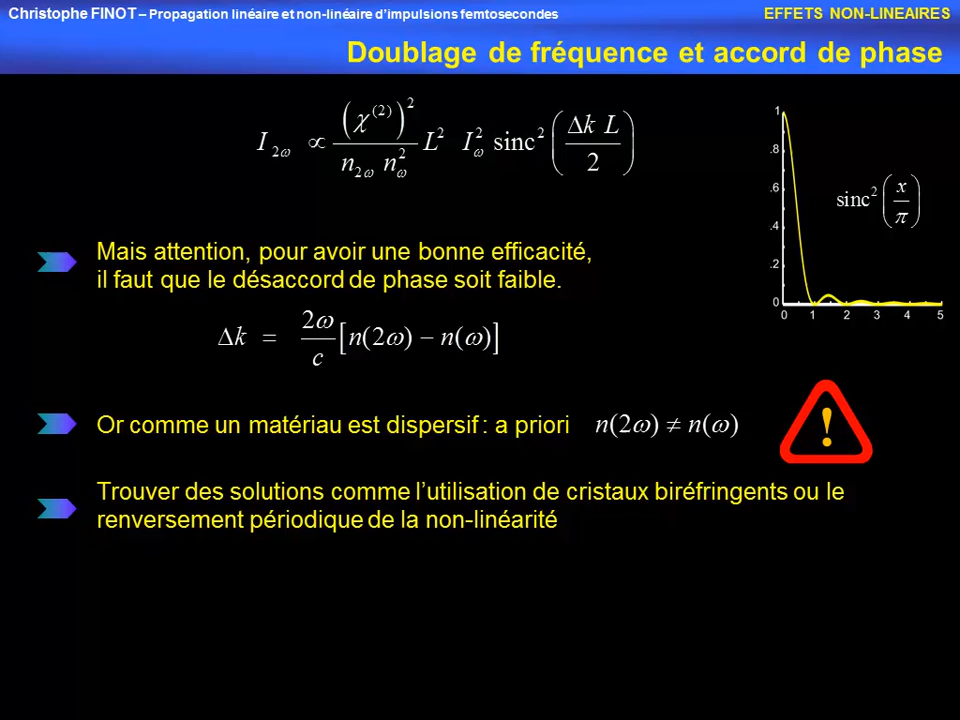 Christophe FINOT – Propagation linéaire et non-linéaire d'impulsions femtosecondes
EFFETS NON-LINEAIRES
Doublage de fréquence et accord de phase
I_{2ω} ∝ \frac{(χ^{(2)})^2}{n_{2ω} n_ω^2} L^2 I_ω^2 sinc^2 (\frac{Δk L}{2})
1
.8
.6
.4
.2
0
0 1 2 3 4 5
sinc^2 (\frac{x}{π})
Mais attention, pour avoir une bonne efficacité,
il faut que le désaccord de phase soit faible.
Δk = \frac{2ω}{c} [n(2ω) − n(ω)]
Or comme un matériau est dispersif : a priori n(2ω) ≠ n(ω)
!
Trouver des solutions comme l'utilisation de cristaux biréfringents ou le
renversement périodique de la non-linéarité